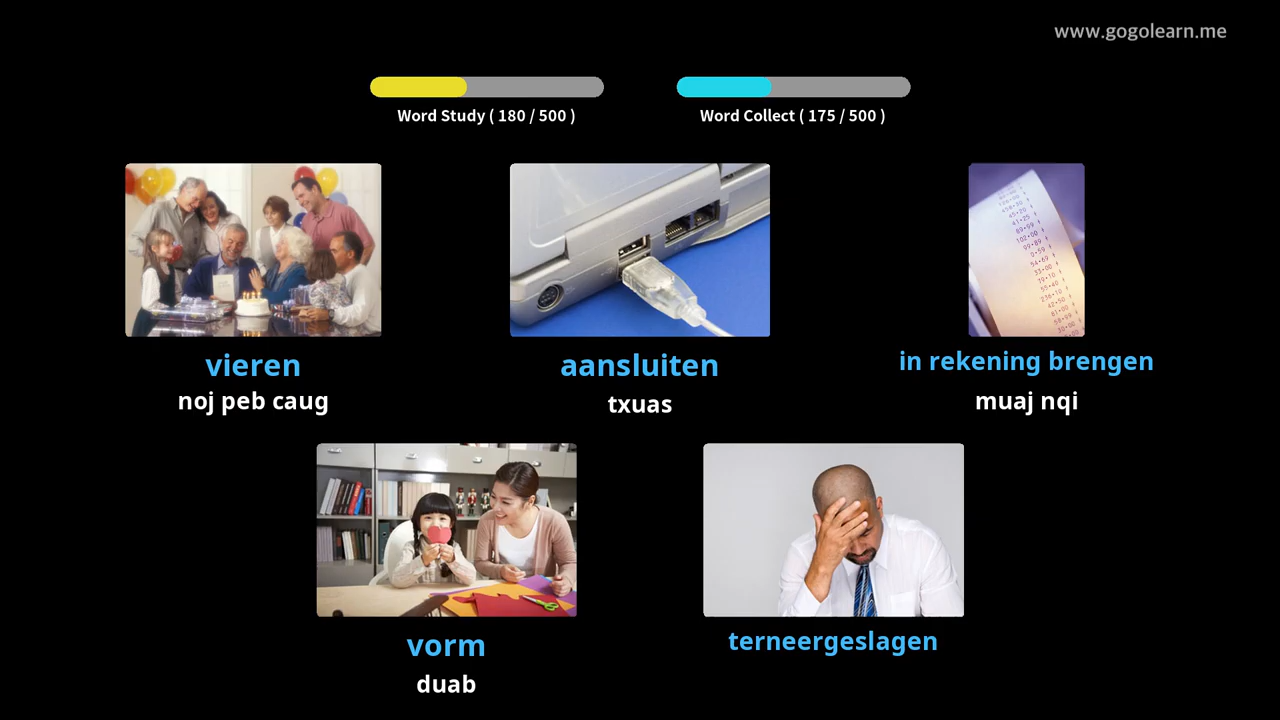 www.gogolearn.me
Word Study ( 180 / 500 )
Word Collect ( 175 / 500 )
vieren
noj peb caug
aansluiten
txuas
in rekening brengen
muaj nqi
vorm
duab
terneergeslagen